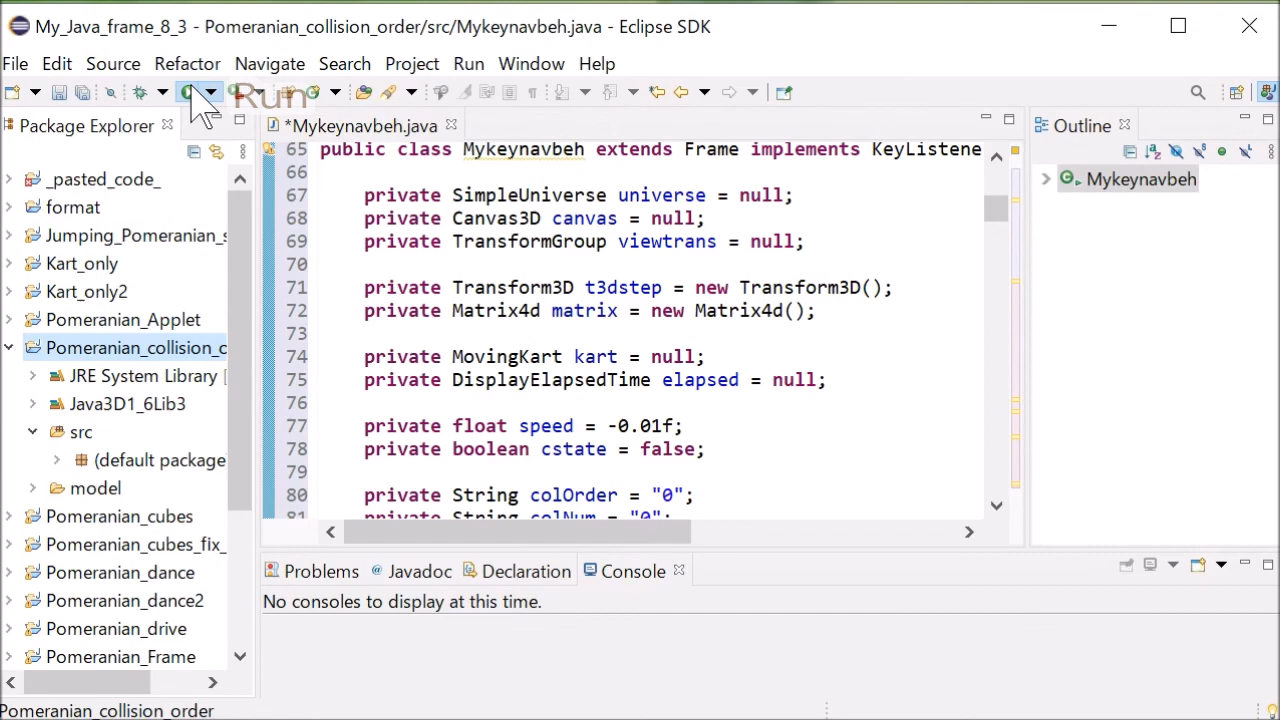 My_Java_frame_8_3 - Pomeranian_collision_order/src/Mykeynavbeh.java - Eclipse SDK
File Edit Source Refactor Navigate Search Project Run Window Help
Run
Package Explorer
_pasted_code_
format
Jumping_Pomeranian_s
Kart_only
Kart_only2
Pomeranian_Applet
Pomeranian_collision_o
JRE System Library [
Java3D1_6Lib3
src
(default package
model
Pomeranian_cubes
Pomeranian_cubes_fix_
Pomeranian_dance
Pomeranian_dance2
Pomeranian_drive
Pomeranian_Frame
*Mykeynavbeh.java
65 public class Mykeynavbeh extends Frame implements KeyListene
66
67 private SimpleUniverse universe = null;
68 private Canvas3D canvas = null;
69 private TransformGroup viewtrans = null;
70
71 private Transform3D t3dstep = new Transform3D();
72 private Matrix4d matrix = new Matrix4d();
73
74 private MovingKart kart = null;
75 private DisplayElapsedTime elapsed = null;
76
77 private float speed = -0.01f;
78 private boolean cstate = false;
79
80 private String colOrder = "0";
81 private String colNum = "0";
Outline
Mykeynavbeh
Problems @ Javadoc Declaration Console
No consoles to display at this time.
Pomeranian_collision_order